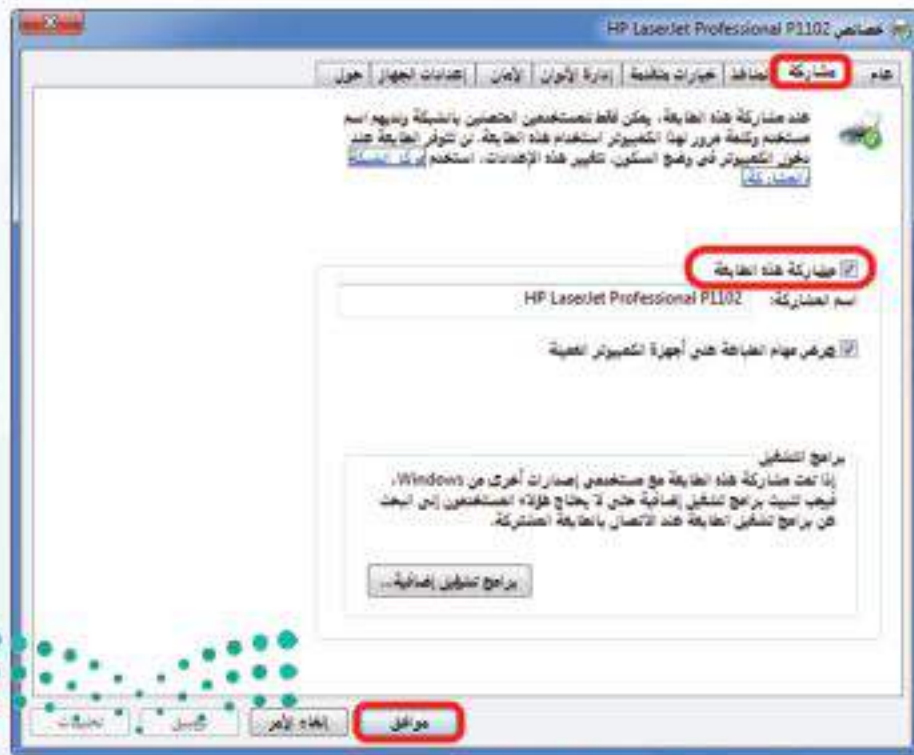 خصائص HP LaserJet Professional P1102
عام مشاركة المنافذ خيارات متقدمة إدارة الألوان الأمان إعدادات الجهاز حول
عند مشاركة هذه الطابعة، يمكن فقط للمستخدمين المتصلين بالشبكة ولديهم اسم
مستخدم وكلمة مرور لهذا الكمبيوتر استخدام هذه الطابعة. لن تتوفر الطابعة عند
دخول الكمبيوتر في وضع السكون. لتغيير هذه الإعدادات، استخدم مركز الشبكة
والمشاركة.
مشاركة هذه الطابعة
اسم المشاركة: HP LaserJet Professional P1102
عرض مهام الطباعة على أجهزة الكمبيوتر العميلة
برامج التشغيل
إذا تمت مشاركة هذه الطابعة مع مستخدمي إصدارات أخرى من Windows،
فيجب تثبيت برامج تشغيل إضافية حتى لا يحتاج هؤلاء المستخدمون إلى البحث
عن برامج تشغيل الطابعة عند الاتصال بالطابعة المشتركة.
برامج تشغيل إضافية...
موافق إلغاء الأمر تطبيق تعليمات